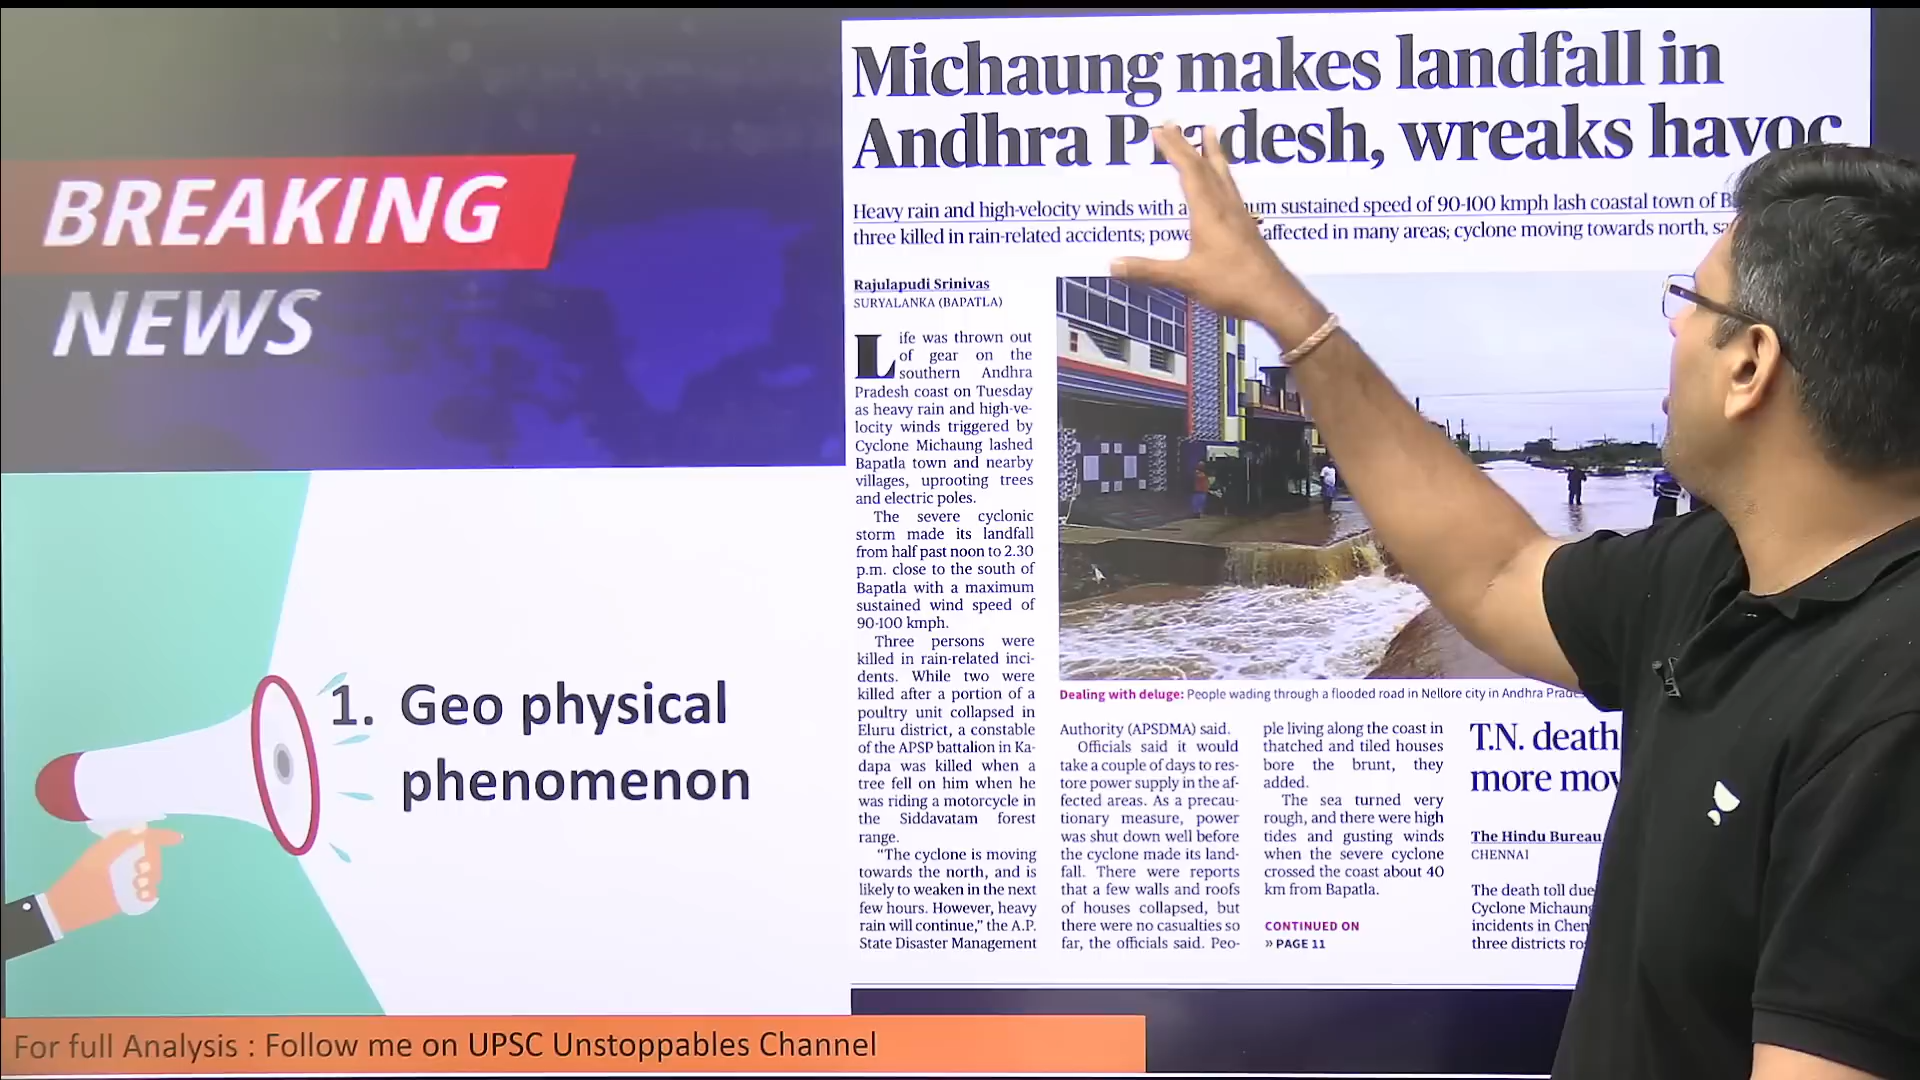 BREAKING
NEWS
1. Geo physical
phenomenon
For full Analysis : Follow me on UPSC Unstoppables Channel
Michaung makes landfall in
Andhra Pradesh, wreaks havoc
Heavy rain and high-velocity winds with a sustained speed of 90-100 kmph lash coastal town of
three killed in rain-related accidents; affected in many areas; cyclone moving towards north,
Rajulapudi Srinivas
SURYALANKA (BAPATLA)
Life was thrown out
of gear on the
southern Andhra
Pradesh coast on Tuesday
as heavy rain and high-ve-
locity winds triggered by
Cyclone Michaung lashed
Bapatla town and nearby
villages, uprooting trees
and electric poles.
The severe cyclonic
storm made its landfall
from half past noon to 2.30
p.m. close to the south of
Bapatla with a maximum
sustained wind speed of
90-100 kmph.
Three persons were
killed in rain-related inci-
dents. While two were
killed after a portion of a
poultry unit collapsed in
Eluru district, a constable
of the APSP battalion in Ka-
dapa was killed when a
tree fell on him when he
was riding a motorcycle in
the Siddavatam forest
range.
“The cyclone is moving
towards the north, and is
likely to weaken in the next
few hours. However, heavy
rain will continue,” the A.P.
State Disaster Management
Dealing with deluge: People wading through a flooded road in Nellore city in Andhra
Authority (APSDMA) said.
Officials said it would
take a couple of days to res-
tore power supply in the af-
fected areas. As a precau-
tionary measure, power
was shut down well before
the cyclone made its land-
fall. There were reports
that a few walls and roofs
of houses collapsed, but
there were no casualties so
far, the officials said. Peo-
ple living along the coast in
thatched and tiled houses
bore the brunt, they
added.
The sea turned very
rough, and there were high
tides and gusting winds
when the severe cyclone
crossed the coast about 40
km from Bapatla.
CONTINUED ON
» PAGE 11
T.N. death
more
The Hindu Bureau
CHENNAI
The death toll due
Cyclone Michaung
incidents in
three districts